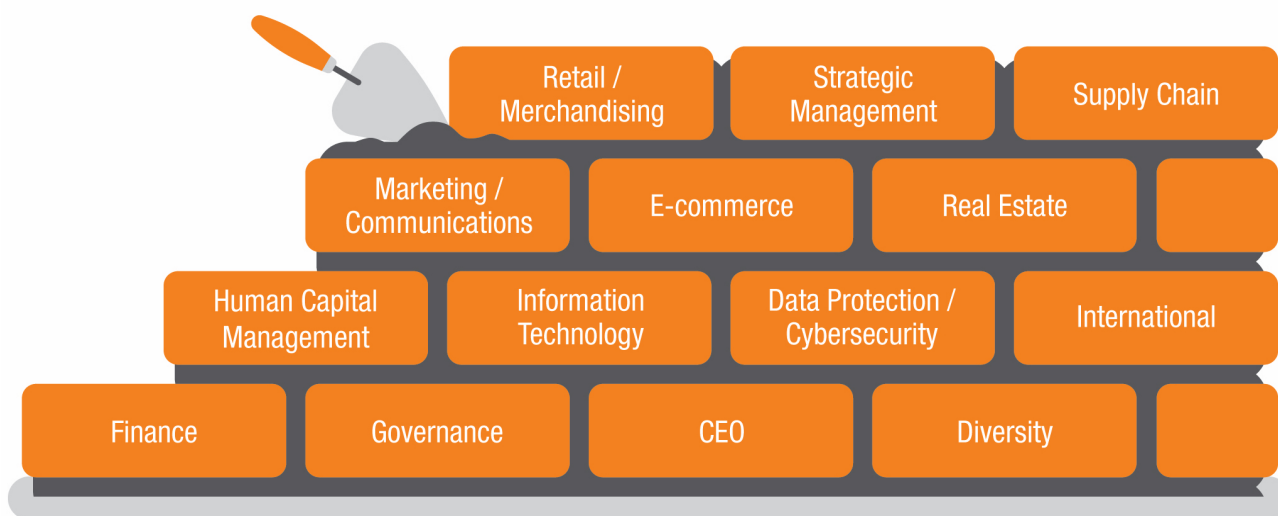 Retail /
Merchandising
Strategic
Management
Supply Chain
Marketing /
Communications
E-commerce
Real Estate
Human Capital
Management
Information
Technology
Data Protection /
Cybersecurity
International
Finance
Governance
CEO
Diversity